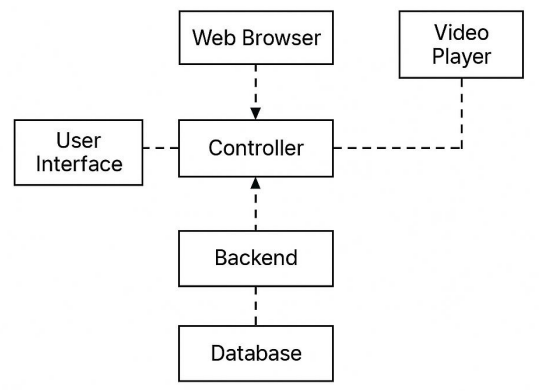 Web Browser
Video
Player
User
Interface
Controller
Backend
Database